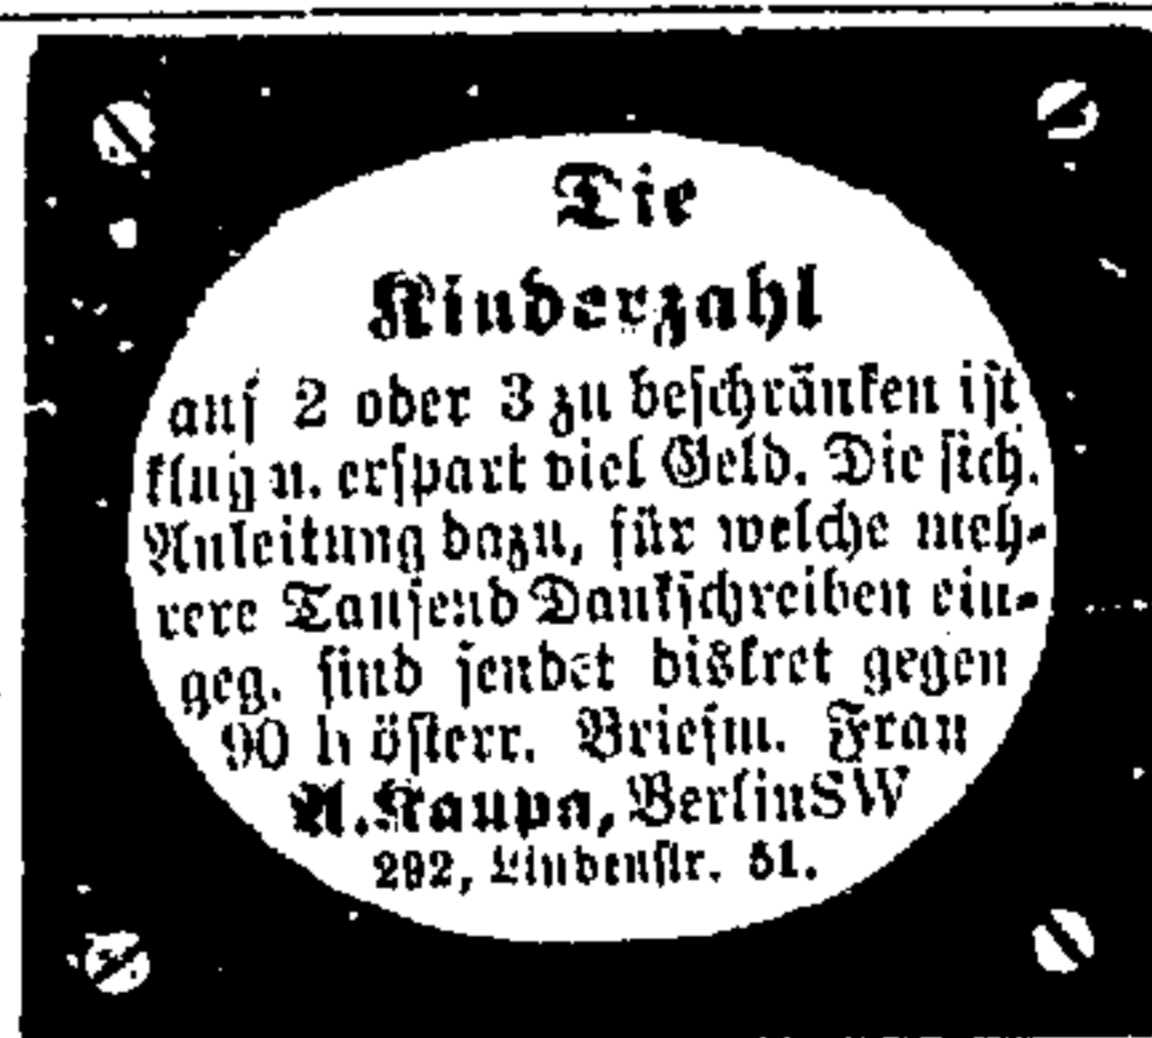 Die
Kinderzahl
auf 2 oder 3 zu beschränken ist
klug u. erspart viel Geld. Die sich.
Anleitung dazu, für welche meh-
rere Tausend Dankschreiben ein-
geg. sind sendet diskret gegen
90 h österr. Briefm. Frau
A. Kaupa, Berlin SW
292, Lindenstr. 51.